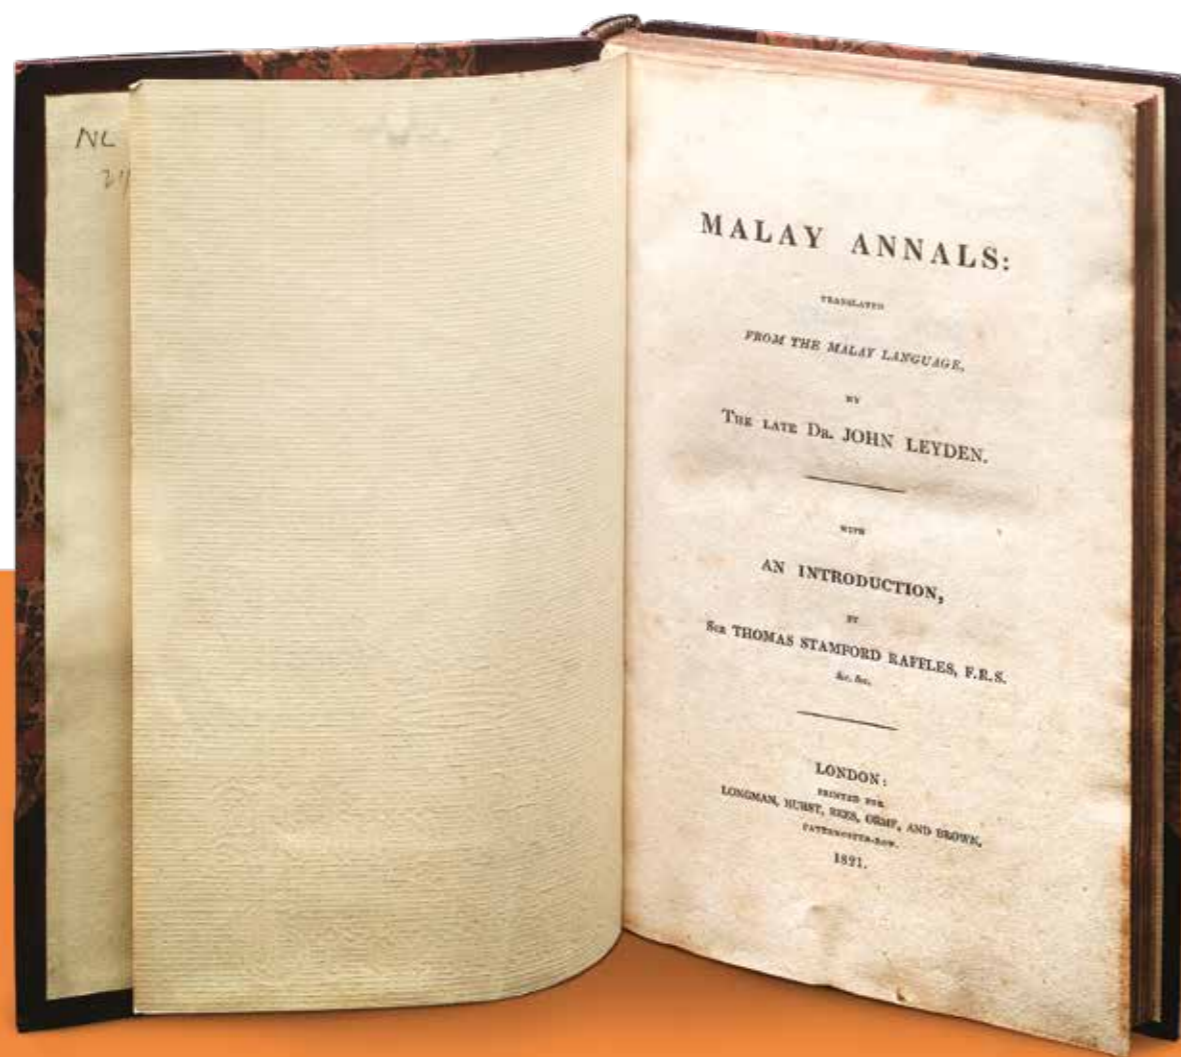 NL
MALAY ANNALS:
TRANSLATED
FROM THE MALAY LANGUAGE,
BY
THE LATE DR. JOHN LEYDEN.
WITH
AN INTRODUCTION,
BY
SIR THOMAS STAMFORD RAFFLES, F.R.S.
&c. &c.
LONDON:
PRINTED FOR
LONGMAN, HURST, REES, ORME, AND BROWN,
PATERNOSTER-ROW.
1821.